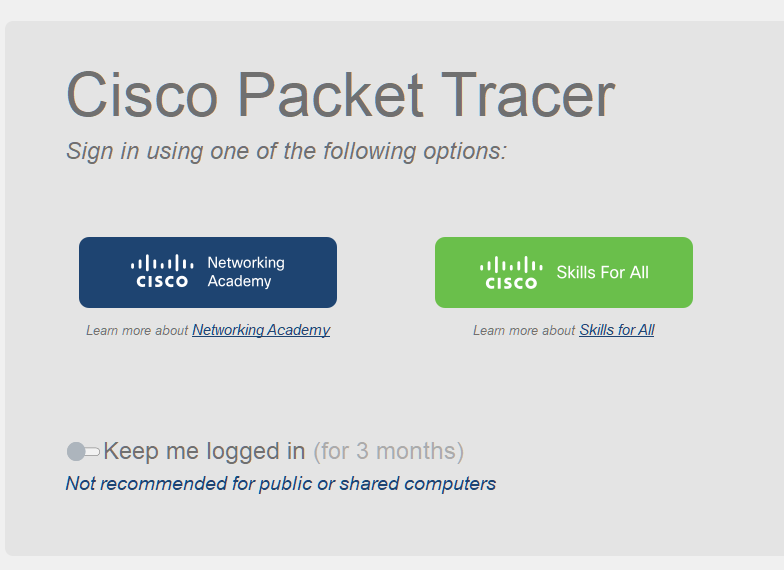 Cisco Packet Tracer
Sign in using one of the following options:
CISCO Networking Academy
CISCO Skills For All
Learn more about Networking Academy
Learn more about Skills for All
Keep me logged in (for 3 months)
Not recommended for public or shared computers